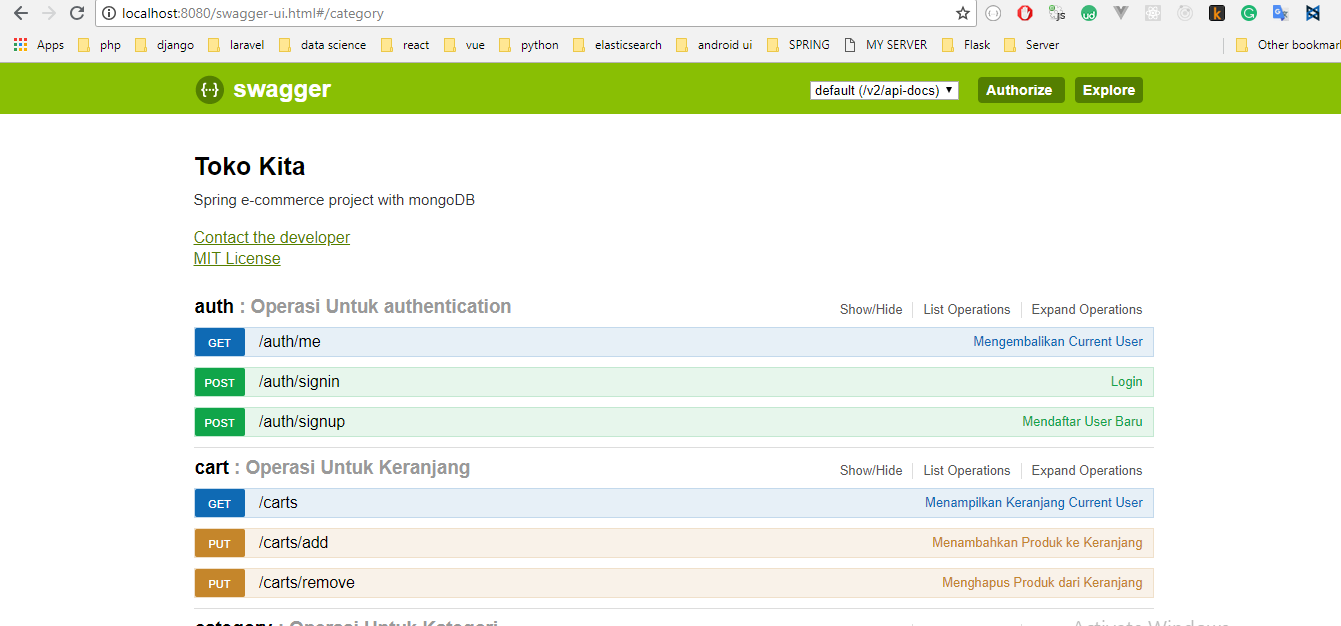 localhost:8080/swagger-ui.html#/category
Apps php django laravel data science react vue python elasticsearch android ui SPRING MY SERVER Flask Server Other bookmar
{··} swagger default (/v2/api-docs) Authorize Explore
Toko Kita
Spring e-commerce project with mongoDB
Contact the developer
MIT License
auth : Operasi Untuk authentication Show/Hide List Operations Expand Operations
GET /auth/me Mengembalikan Current User
POST /auth/signin Login
POST /auth/signup Mendaftar User Baru
cart : Operasi Untuk Keranjang Show/Hide List Operations Expand Operations
GET /carts Menampilkan Keranjang Current User
PUT /carts/add Menambahkan Produk ke Keranjang
PUT /carts/remove Menghapus Produk dari Keranjang
category : Operasi Untuk Kategori Activate Windows